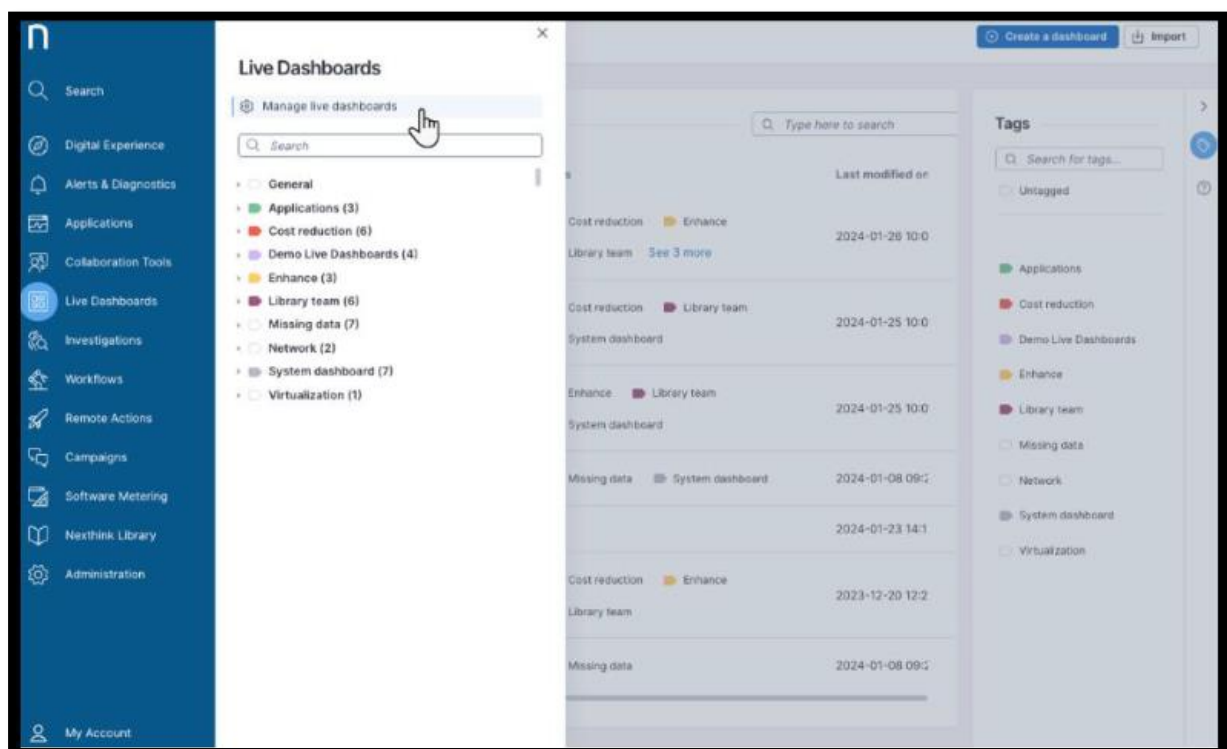 n
Search
Digital Experience
Alerts & Diagnostics
Applications
Collaboration Tools
Live Dashboards
Investigations
Workflows
Remote Actions
Campaigns
Software Metering
Nexthink Library
Administration
My Account
Live Dashboards
Manage live dashboards
Search
General
Applications (3)
Cost reduction (6)
Demo Live Dashboards (4)
Enhance (3)
Library team (6)
Missing data (7)
Network (2)
System dashboard (7)
Virtualization (1)
Create a dashboard Import
Type here to search
s Last modified on
Cost reduction Enhance
Library team See 3 more
2024-01-26 10:0
Cost reduction Library team
System dashboard
2024-01-25 10:0
Enhance Library team
System dashboard
2024-01-25 10:0
Missing data System dashboard 2024-01-08 09:
2024-01-23 14:1
Cost reduction Enhance
Library team
2023-12-20 12:2
Missing data 2024-01-08 09:
Tags
Search for tags...
Untagged
Applications
Cost reduction
Demo Live Dashboards
Enhance
Library team
Missing data
Network
System dashboard
Virtualization